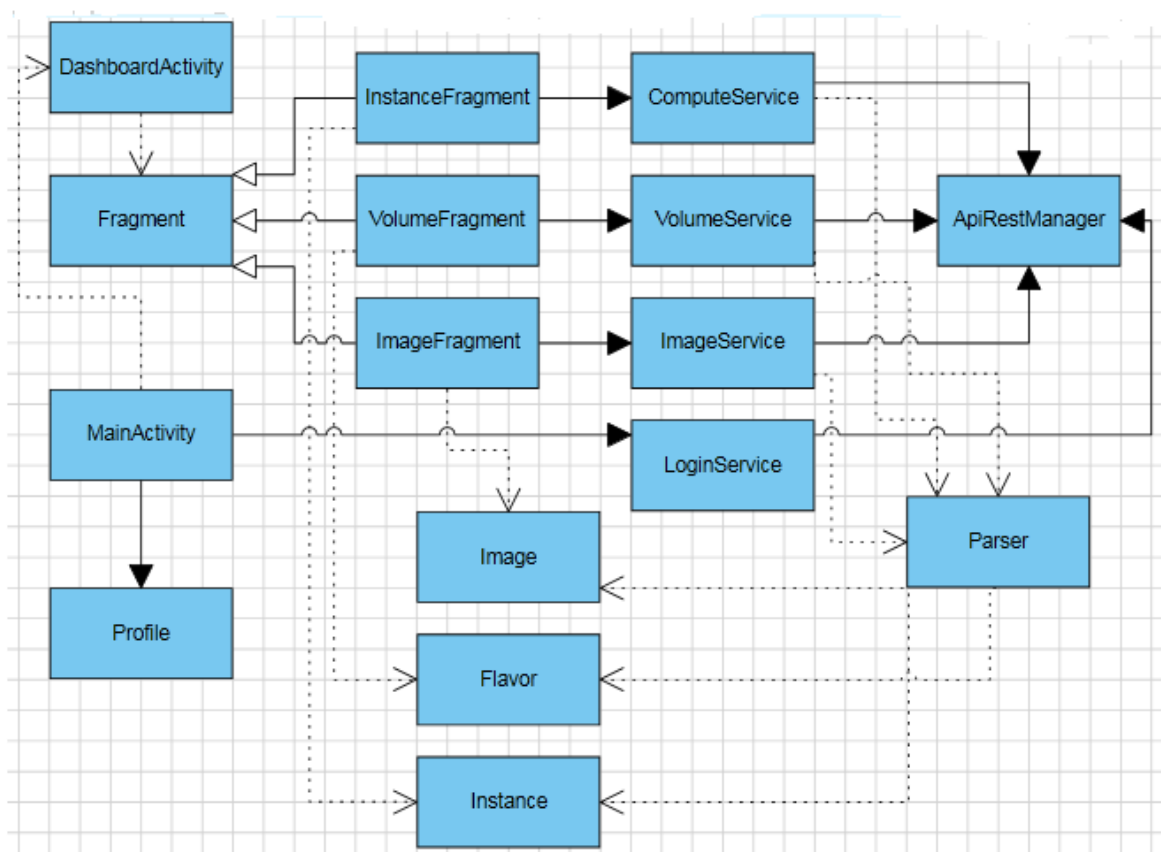 DashboardActivity
InstanceFragment
ComputeService
Fragment
VolumeFragment
VolumeService
ApiRestManager
ImageFragment
ImageService
MainActivity
LoginService
Image
Parser
Profile
Flavor
Instance